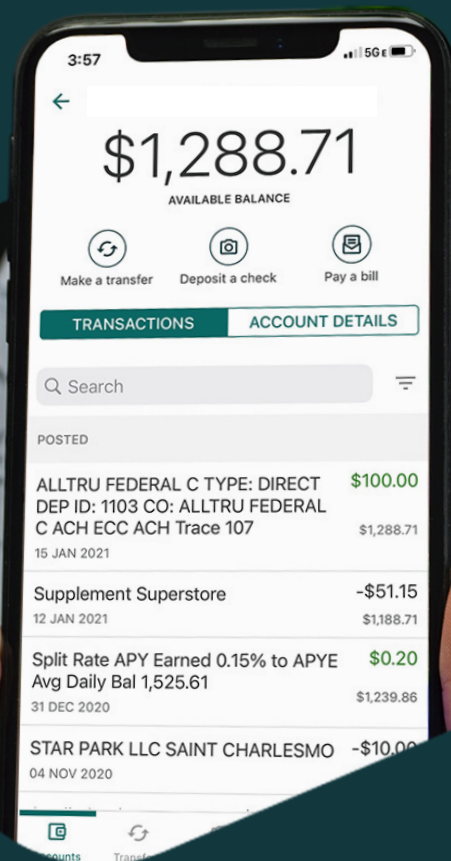 3:57
5G E
$1,288.71
AVAILABLE BALANCE
Make a transfer Deposit a check Pay a bill
TRANSACTIONS ACCOUNT DETAILS
Search
POSTED
ALLTRU FEDERAL C TYPE: DIRECT $100.00
DEP ID: 1103 CO: ALLTRU FEDERAL
C ACH ECC ACH Trace 107 $1,288.71
15 JAN 2021
Supplement Superstore -$51.15
12 JAN 2021 $1,188.71
Split Rate APY Earned 0.15% to APYE $0.20
Avg Daily Bal 1,525.61
31 DEC 2020 $1,239.86
STAR PARK LLC SAINT CHARLESMO -$10.00
04 NOV 2020